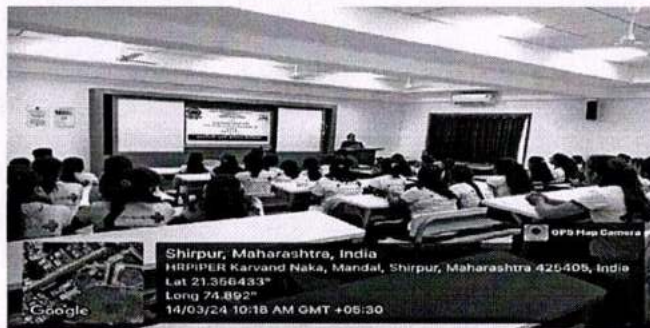 GPS Map Camera
Shirpur, Maharashtra, India
HRPIPER Karvand Naka, Mandal, Shirpur, Maharashtra 425405, India
Lat 21.356433°
Long 74.892°
14/03/24 10:18 AM GMT +05:30
Google